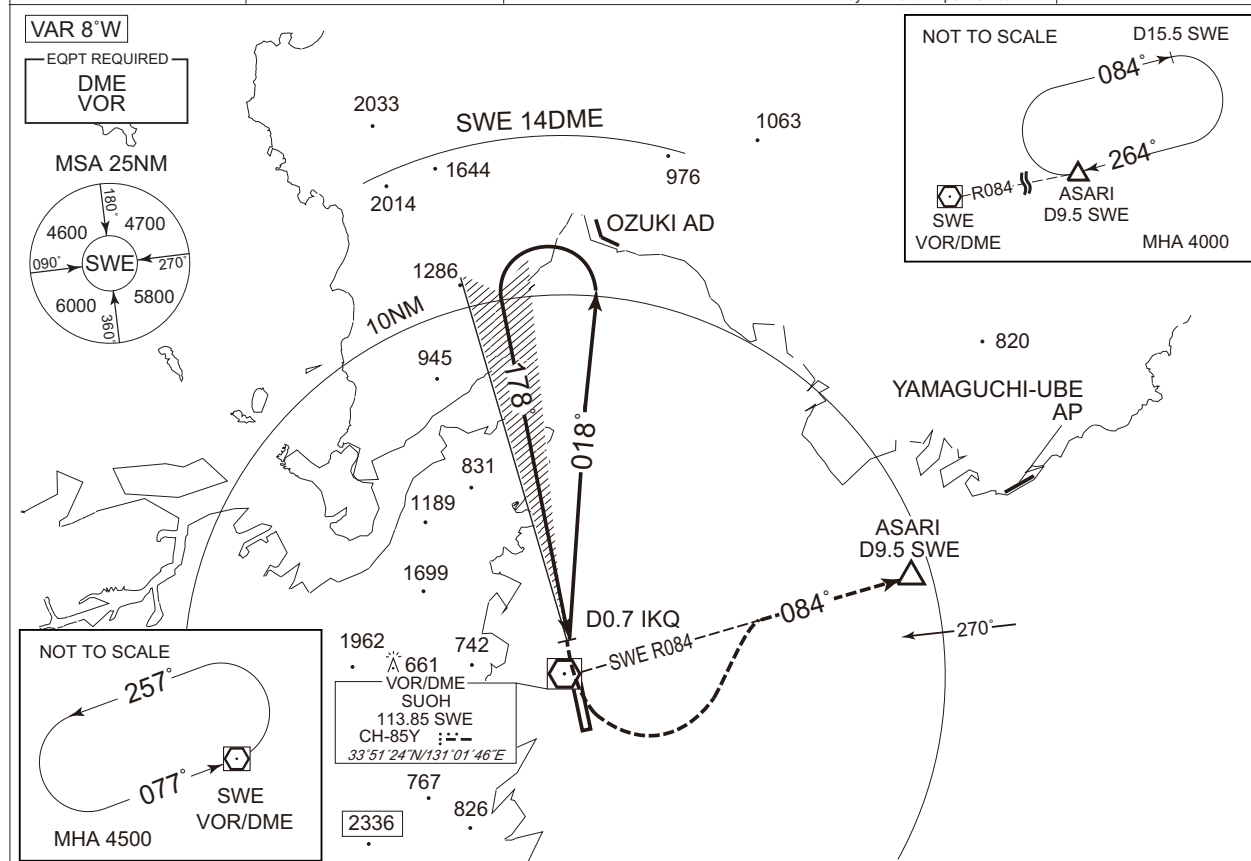 VAR 8˚W
EQPT REQUIRED
DME
VOR
MSA 25NM
180˚
4600
4700
090˚
SWE
270˚
6000
5800
360˚
2033
SWE 14DME
1063
1644
976
2014
OZUKI AD
1286
10NM
945
178˚
018˚
831
1189
1699
NOT TO SCALE
D15.5 SWE
084˚
264˚
R084
ASARI
D9.5 SWE
SWE
VOR/DME
MHA 4000
820
YAMAGUCHI-UBE
AP
ASARI
D9.5 SWE
D0.7 IKQ
084˚
SWE R084
270˚
1962
742
661
VOR/DME
SUOH
113.85 SWE
CH-85Y
33˚51´24˝N/131˚01´46˝E
767
826
2336
NOT TO SCALE
257˚
077˚
SWE
VOR/DME
MHA 4500